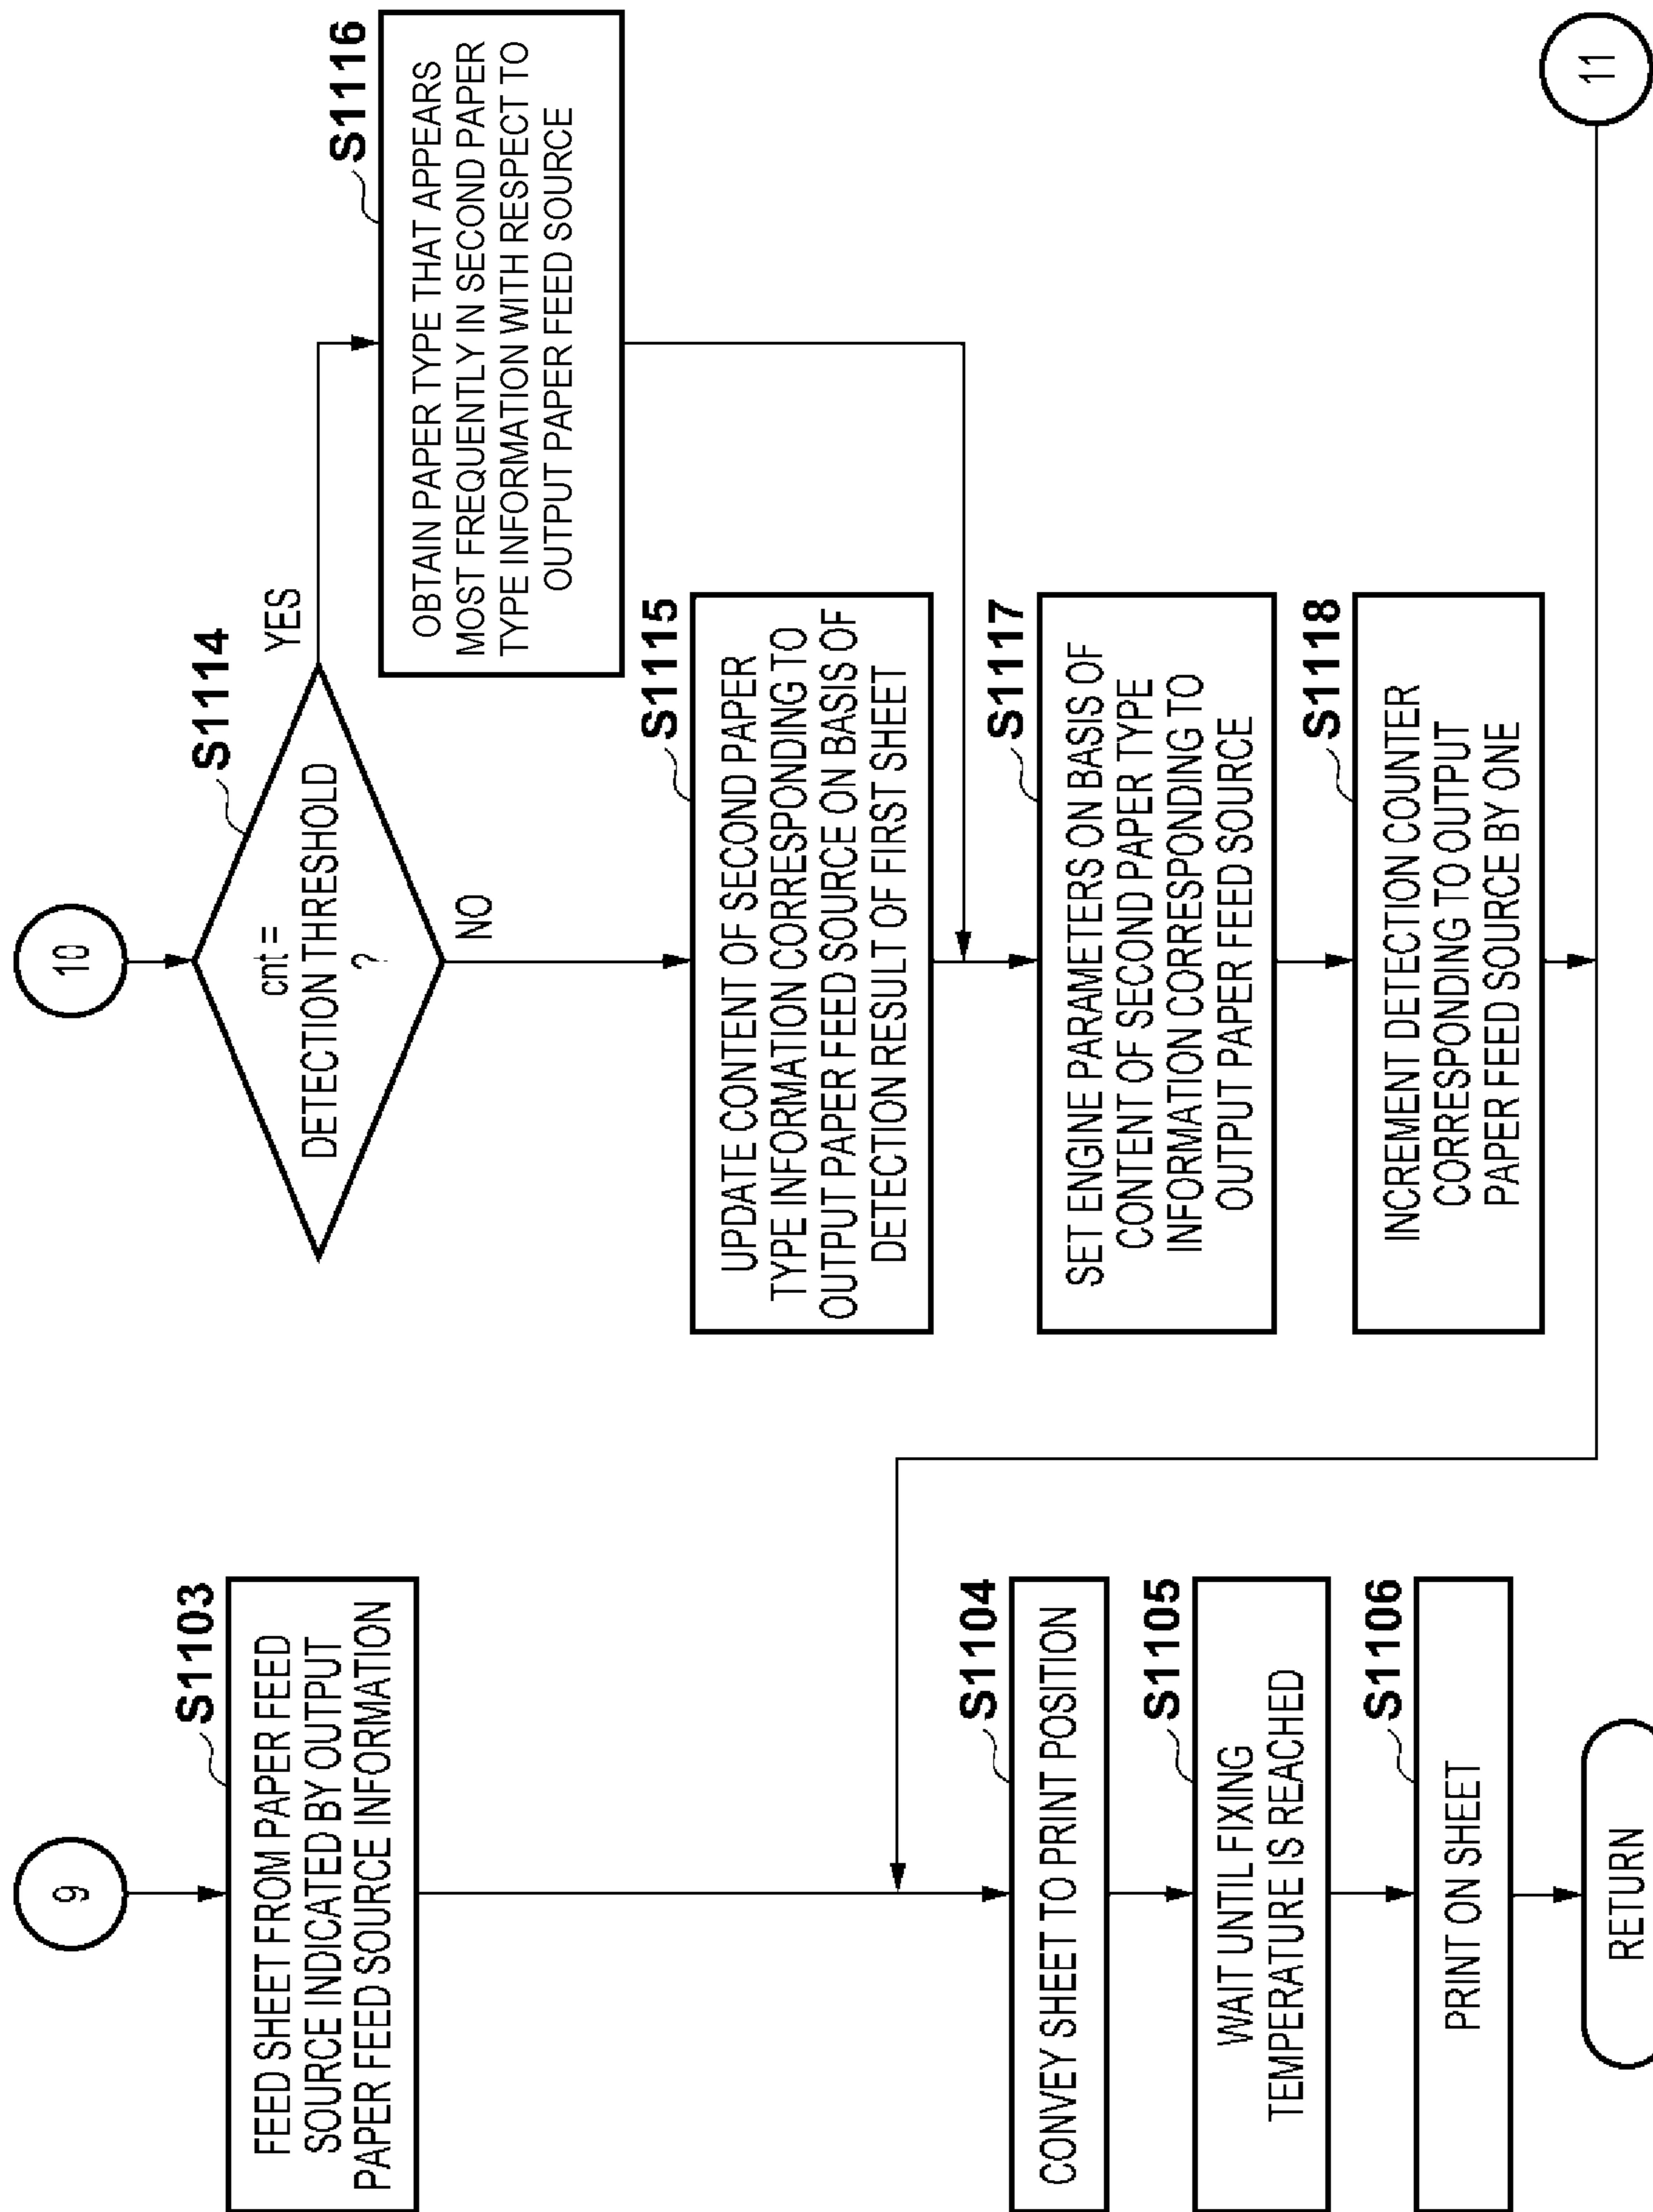 9
S1103
FEED SHEET FROM PAPER FEED
SOURCE INDICATED BY OUTPUT
PAPER FEED SOURCE INFORMATION
S1104
CONVEY SHEET TO PRINT POSITION
S1105
WAIT UNTIL FIXING
TEMPERATURE IS REACHED
S1106
PRINT ON SHEET
RETURN
10
S1114
cnt =
DETECTION THRESHOLD
?
YES
NO
S1116
OBTAIN PAPER TYPE THAT APPEARS
MOST FREQUENTLY IN SECOND PAPER
TYPE INFORMATION WITH RESPECT TO
OUTPUT PAPER FEED SOURCE
S1115
UPDATE CONTENT OF SECOND PAPER
TYPE INFORMATION CORRESPONDING TO
OUTPUT PAPER FEED SOURCE ON BASIS OF
DETECTION RESULT OF FIRST SHEET
S1117
SET ENGINE PARAMETERS ON BASIS OF
CONTENT OF SECOND PAPER TYPE
INFORMATION CORRESPONDING TO
OUTPUT PAPER FEED SOURCE
S1118
INCREMENT DETECTION COUNTER
CORRESPONDING TO OUTPUT
PAPER FEED SOURCE BY ONE
11